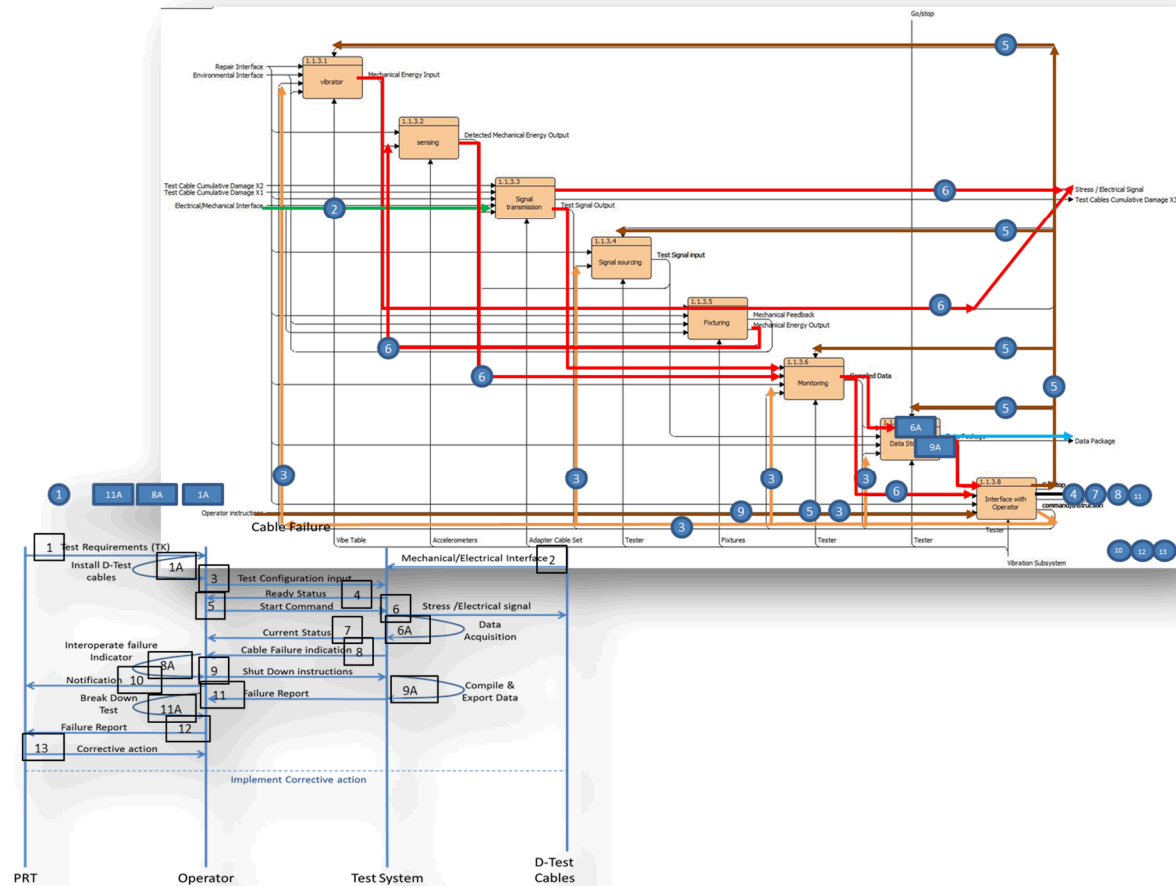 Go/stop
5
Repair Interface
Environmental Interface
1.1.3.1
vibrator
Mechanical Energy Input
1.1.3.2
sensing
Detected Mechanical Energy Output
Test Cable Cumulative Damage X2
Test Cable Cumulative Damage X1
Electrical/Mechanical Interface
2
1.1.3.3
Signal transmission
Test Signal Output
6
Stress / Electrical Signal
Test Cables Cumulative Damage X3
5
1.1.3.4
Signal sourcing
Test Signal input
1.1.3.5
Fixturing
Mechanical Feedback
Mechanical Energy Output
6
6
6
5
1.1.3.6
Monitoring
Compiled Data
5
5
6A
Data Sto
9A
Data Package
3
3
3
3
1.1.3.8
Interface with Operator
6
4
7
8
11
command/instruction
1
11A
8A
1A
Operator instructions
9
5
3
3
Cable Failure
Vibe Table
Accelerometers
Adapter Cable Set
Tester
Fixtures
Tester
Tester
Tester
Vibration Subsystem
10
12
13
1
Test Requirements (TK)
Install D-Test cables
1A
Mechanical/Electrical Interface
2
3
Test Configuration input
4
Ready Status
5
Start Command
6
Stress /Electrical signal
6A
Data Acquisition
7
Current Status
8
Cable Failure indication
Interoperate failure Indicator
8A
9
Shut Down instructions
10
Notification
9A
Compile & Export Data
11
Failure Report
Break Down Test
11A
12
Failure Report
13
Corrective action
Implement Corrective action
PRT
Operator
Test System
D-Test Cables